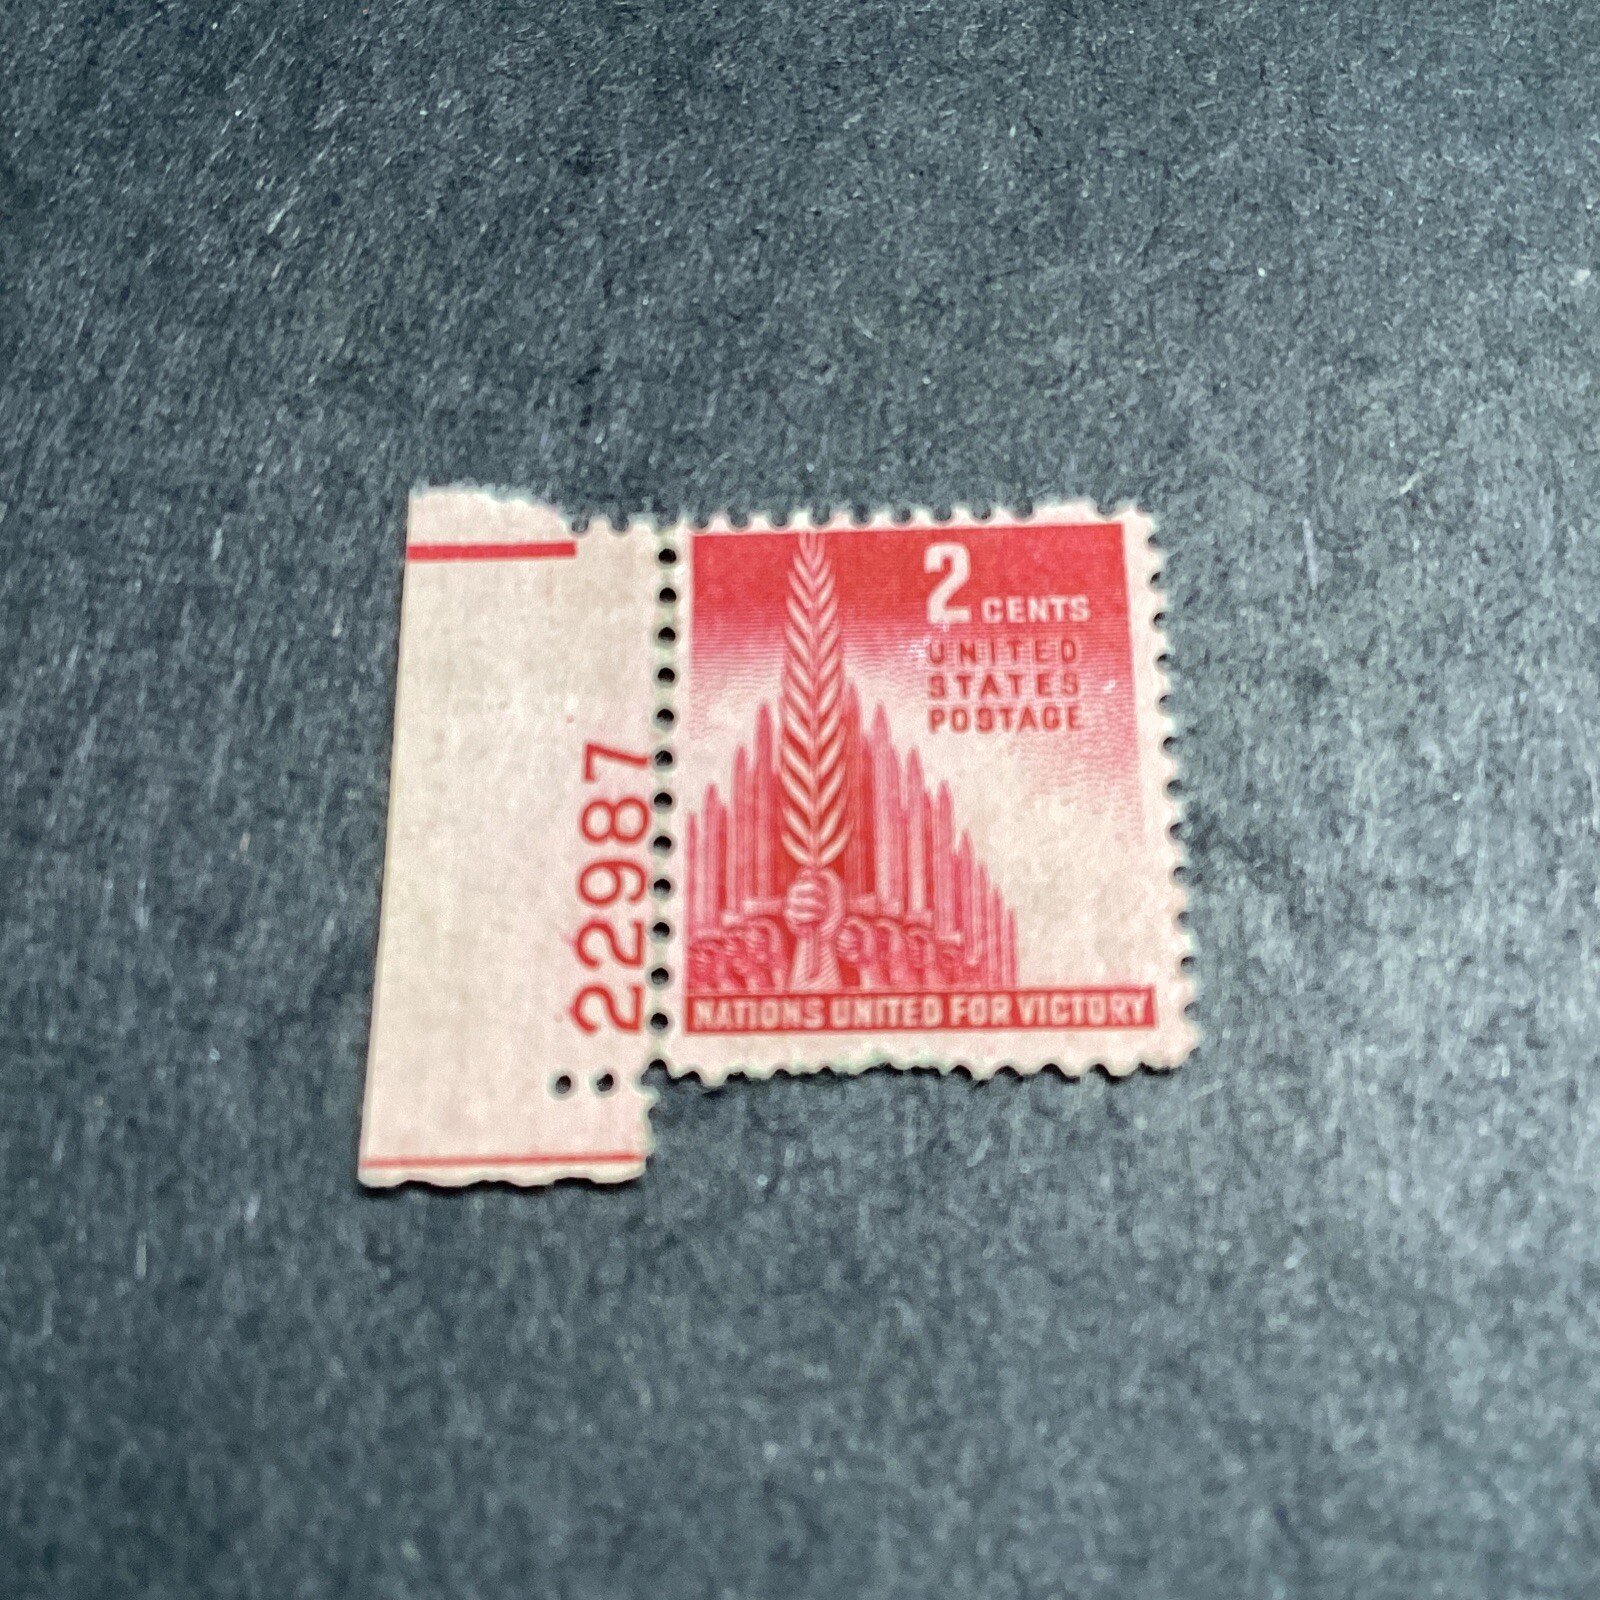 22987
2 CENTS
UNITED
STATES
POSTAGE
NATIONS UNITED FOR VICTORY